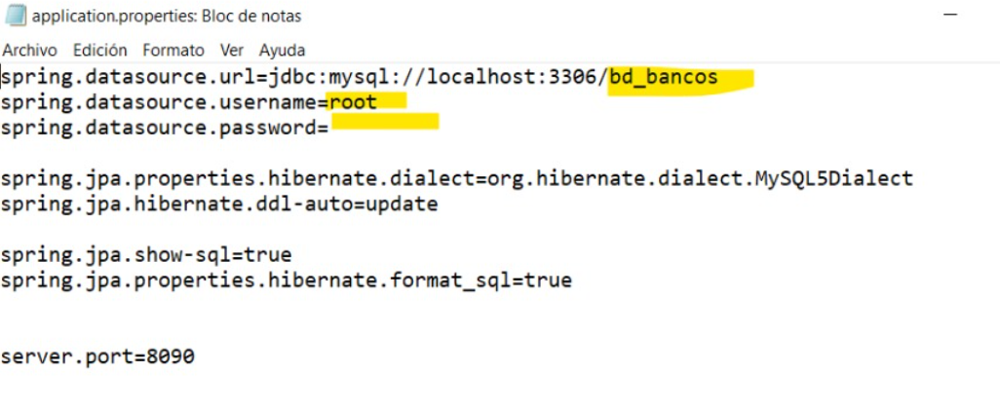 application.properties: Bloc de notas
Archivo Edición Formato Ver Ayuda
spring.datasource.url=jdbc:mysql://localhost:3306/bd_bancos
spring.datasource.username=root
spring.datasource.password=
spring.jpa.properties.hibernate.dialect=org.hibernate.dialect.MySQL5Dialect
spring.jpa.hibernate.ddl-auto=update
spring.jpa.show-sql=true
spring.jpa.properties.hibernate.format_sql=true
server.port=8090